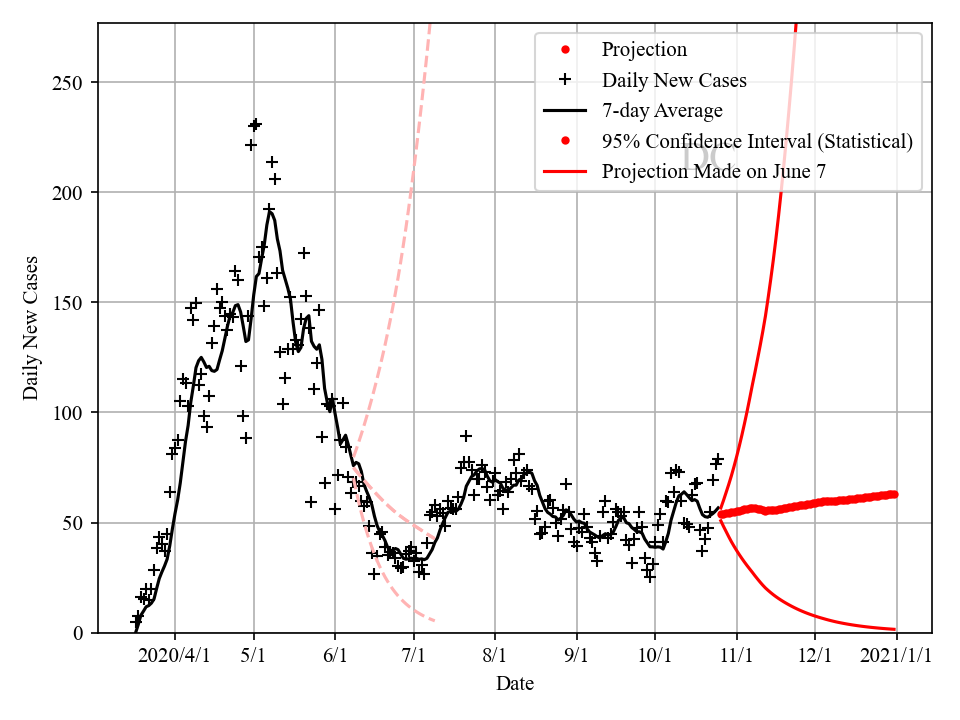 250
200
150
100
50
0
Daily New Cases
Projection
Daily New Cases
7-day Average
95% Confidence Interval (Statistical)
DC
Projection Made on June 7
2020/4/1 5/1 6/1 7/1 8/1 9/1 10/1 11/1 12/1 2021/1/1
Date